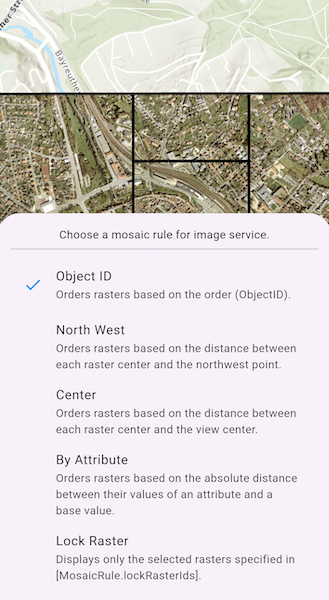 Bayreuther
Choose a mosaic rule for image service.
Object ID
Orders rasters based on the order (ObjectID).
North West
Orders rasters based on the distance between
each raster center and the northwest point.
Center
Orders rasters based on the distance between
each raster center and the view center.
By Attribute
Orders rasters based on the absolute distance
between their values of an attribute and a
base value.
Lock Raster
Displays only the selected rasters specified in
[MosaicRule.lockRasterIds].